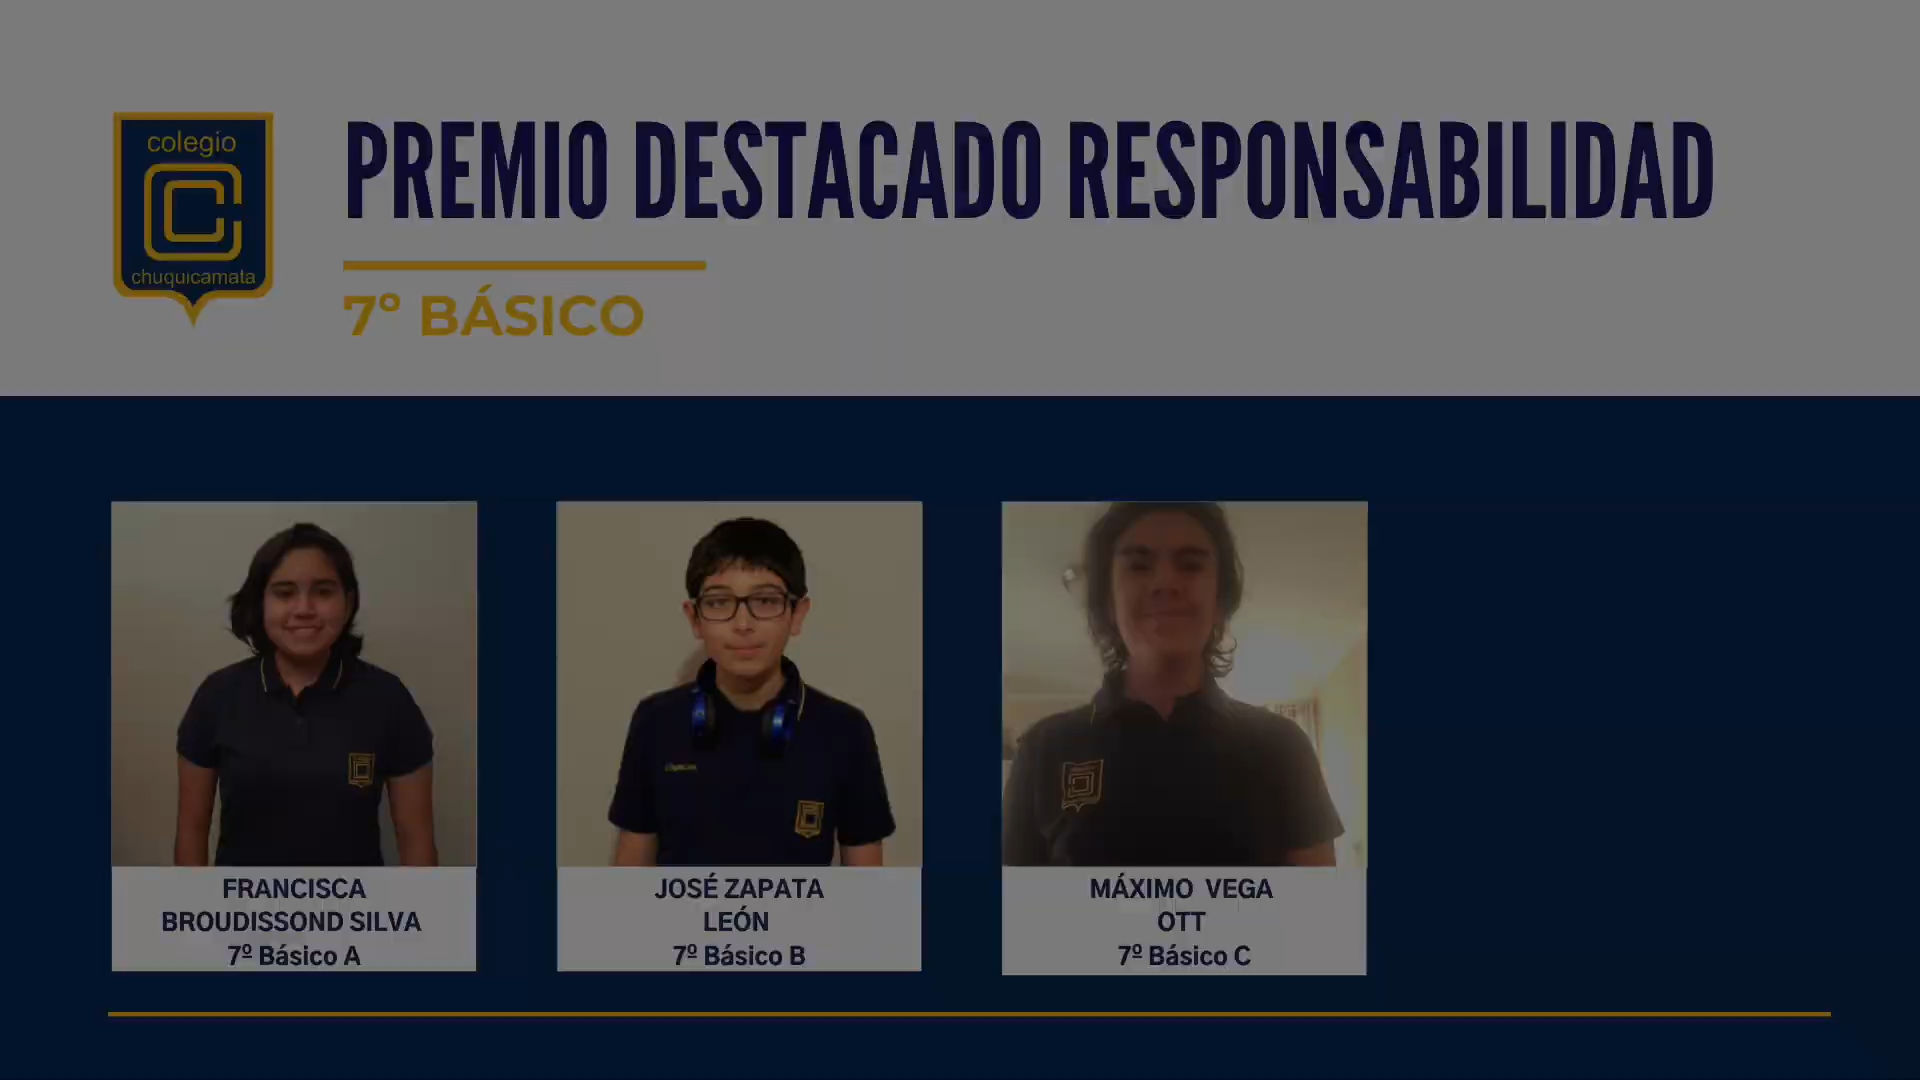 colegio
chuquicamata
PREMIO DESTACADO RESPONSABILIDAD
7º BÁSICO
FRANCISCA
BROUDISSOND SILVA
7º Básico A
JOSÉ ZAPATA
LEÓN
7º Básico B
MÁXIMO VEGA
OTT
7º Básico C